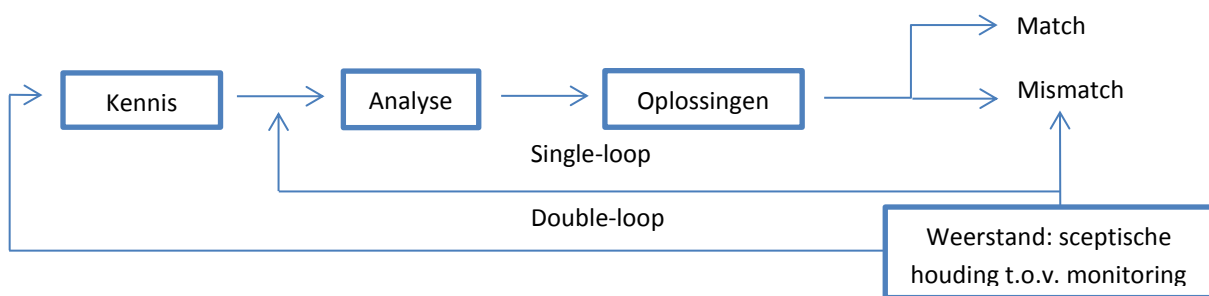 Match
Kennis
Analyse
Oplossingen
Mismatch
Single-loop
Double-loop
Weerstand: sceptische
houding t.o.v. monitoring